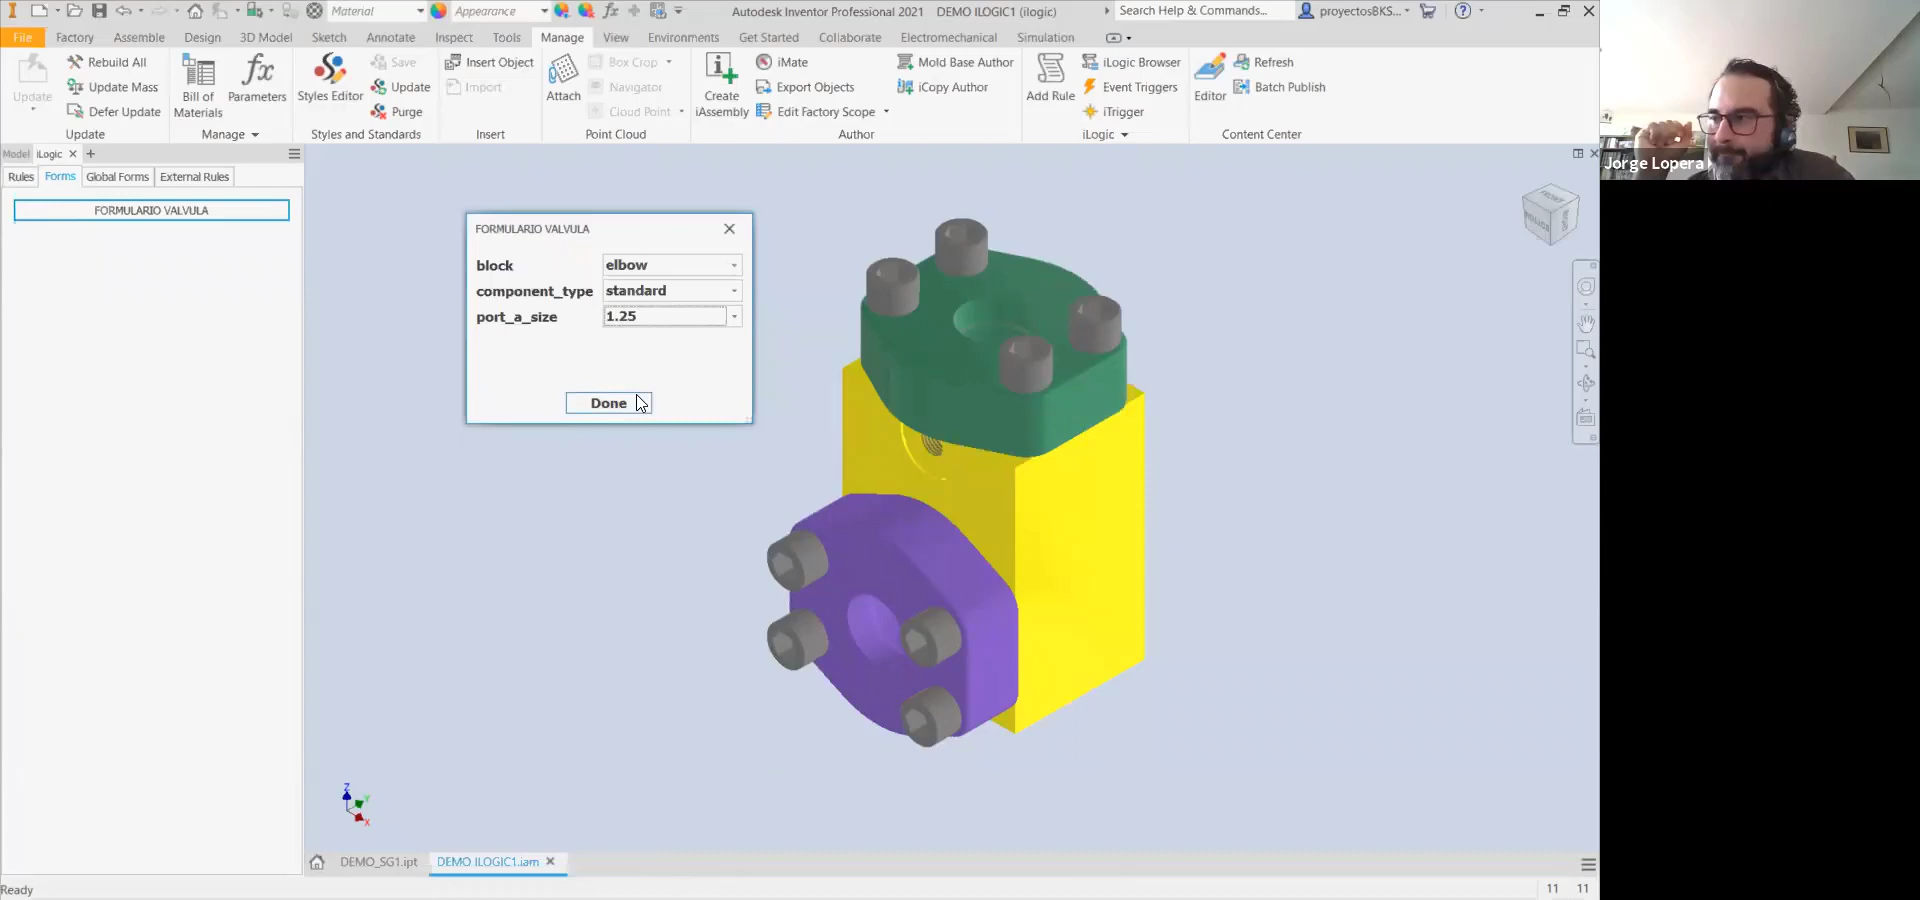 Material
Appearance
Autodesk Inventor Professional 2021 DEMO ILOGIC1 (ilogic)
Search Help & Commands...
proyectosBKS...
File Factory Assemble Design 3D Model Sketch Annotate Inspect Tools Manage View Environments Get Started Collaborate Electromechanical Simulation
Update
Rebuild All
Update Mass
Defer Update
Update
Bill of
Materials
Parameters
Manage
Styles Editor
Save
Update
Purge
Styles and Standards
Insert Object
Import
Insert
Attach
Box Crop
Navigator
Cloud Point
Point Cloud
Create
iAssembly
iMate
Export Objects
Edit Factory Scope
Mold Base Author
iCopy Author
Author
Add Rule
iLogic Browser
Event Triggers
iTrigger
iLogic
Editor
Refresh
Batch Publish
Content Center
Model iLogic
Rules Forms Global Forms External Rules
FORMULARIO VALVULA
FORMULARIO VALVULA
block elbow
component_type standard
port_a_size 1.25
Done
FRONT
Z
Y
X
DEMO_SG1.ipt DEMO ILOGIC1.iam
Ready
11 11
Jorge Lopera